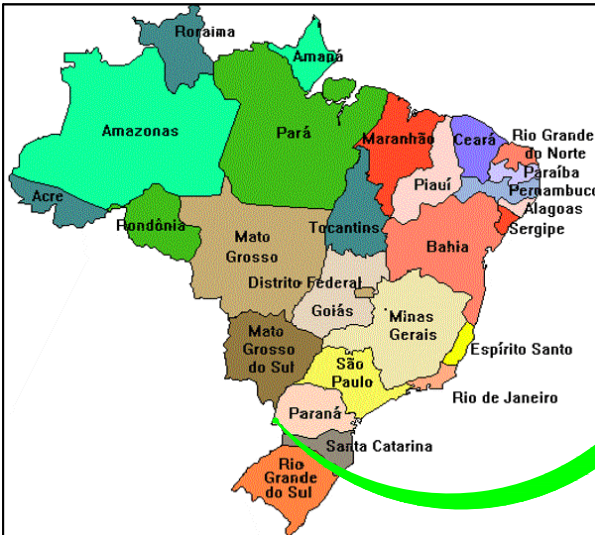 Roraima
Amapá
Amazonas
Pará
Maranhão
Ceará
Rio Grande
do Norte
Paraíba
Piauí
Pernambuco
Acre
Alagoas
Rondônia
Tocantins
Sergipe
Mato
Grosso
Bahia
Distrito Federal
Goiás
Minas
Gerais
Mato
Grosso
do Sul
Espírito Santo
São
Paulo
Rio de Janeiro
Paraná
Santa Catarina
Rio
Grande
do Sul